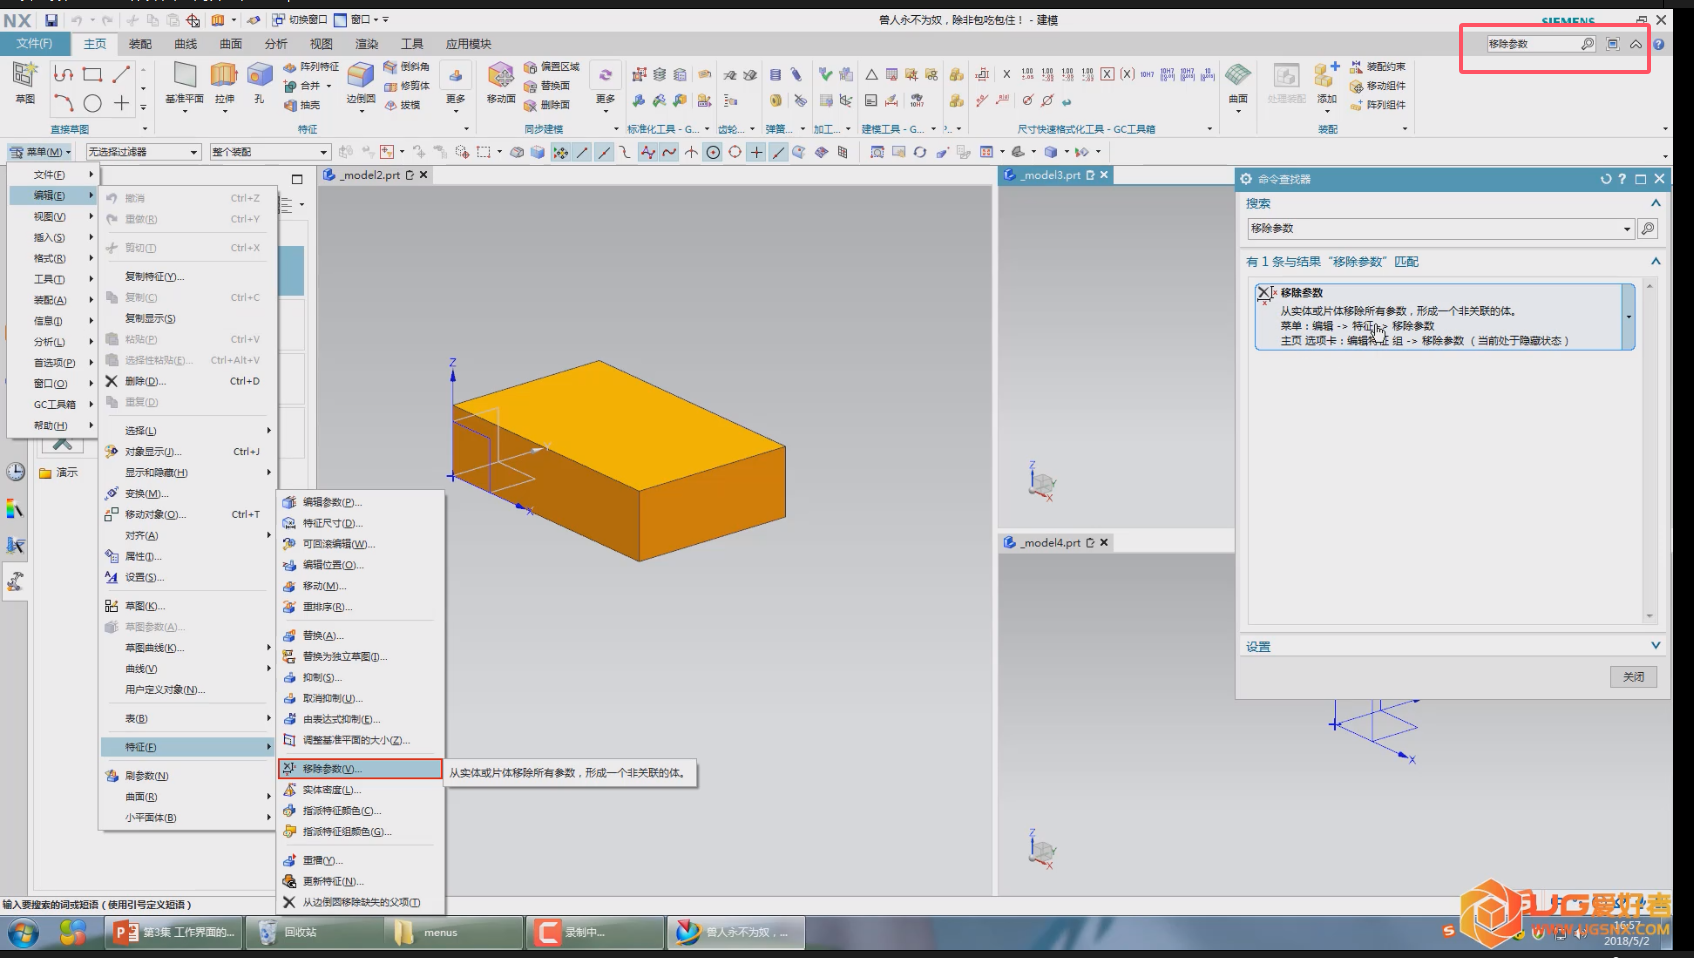 NX
切换窗口
窗口
兽人永不为奴，除非包吃包住！ - 建模
SIEMENS
文件(F)
主页
装配
曲线
曲面
分析
视图
渲染
工具
应用模块
移除参数
草图
基准平面
拉伸
孔
阵列特征
合并
抽壳
边倒圆
倒斜角
修剪体
拔模
更多
移动面
偏置区域
替换面
删除面
更多
曲面
处理装配
添加
装配约束
移动组件
阵列组件
直接草图
特征
同步建模
标准化工具 - G...
齿轮...
弹簧...
加工...
建模工具 - G...
尺寸快速格式化工具 - GC工具箱
装配
菜单(M)
无选择过滤器
整个装配
文件(F)
编辑(E)
视图(V)
插入(S)
格式(R)
工具(T)
装配(A)
信息(I)
分析(L)
首选项(P)
窗口(O)
GC工具箱
帮助(H)
演示
撤消 Ctrl+Z
重做(R) Ctrl+Y
剪切(T) Ctrl+X
复制特征(Y)...
复制(C) Ctrl+C
复制显示(S)
粘贴(P) Ctrl+V
选择性粘贴(E)... Ctrl+Alt+V
删除(D)... Ctrl+D
重复(D)
选择(L)
对象显示(J)... Ctrl+J
显示和隐藏(H)
变换(M)...
移动对象(O)... Ctrl+T
对齐(A)
属性(I)...
设置(S)...
草图(K)...
草图参数(A)...
草图曲线(K)...
曲线(V)
用户定义对象(N)...
表(B)
特征(F)
刷参数(N)
曲面(R)
小平面体(B)
编辑参数(P)...
特征尺寸(D)...
可回滚编辑(W)...
编辑位置(O)...
移动(M)...
重排序(R)...
替换(A)...
替换为独立草图(I)...
抑制(S)...
取消抑制(U)...
由表达式抑制(E)...
调整基准平面的大小(Z)...
移除参数(V)...
实体密度(L)...
指派特征颜色(C)...
指派特征组颜色(G)...
重播(Y)...
更新特征(N)...
从边倒圆移除缺失的父项(T)
从实体或片体移除所有参数，形成一个非关联的体。
_model2.prt
Z
Y
X
_model3.prt
Z
Y
X
_model4.prt
X
Z
Y
X
命令查找器
搜索
移除参数
有 1 条与结果 “移除参数” 匹配
移除参数
从实体或片体移除所有参数，形成一个非关联的体。
菜单：编辑 -> 特征 -> 移除参数
主页 选项卡：编辑特征 组 -> 移除参数（当前处于隐藏状态）
设置
关闭
输入要搜索的词或短语（使用引号定义短语）
第3集 工作界面的...
回收站
menus
录制中...
兽人永不为奴，...
UGS爱好者
WWW.UGSNX.COM
16:57
2018/5/2